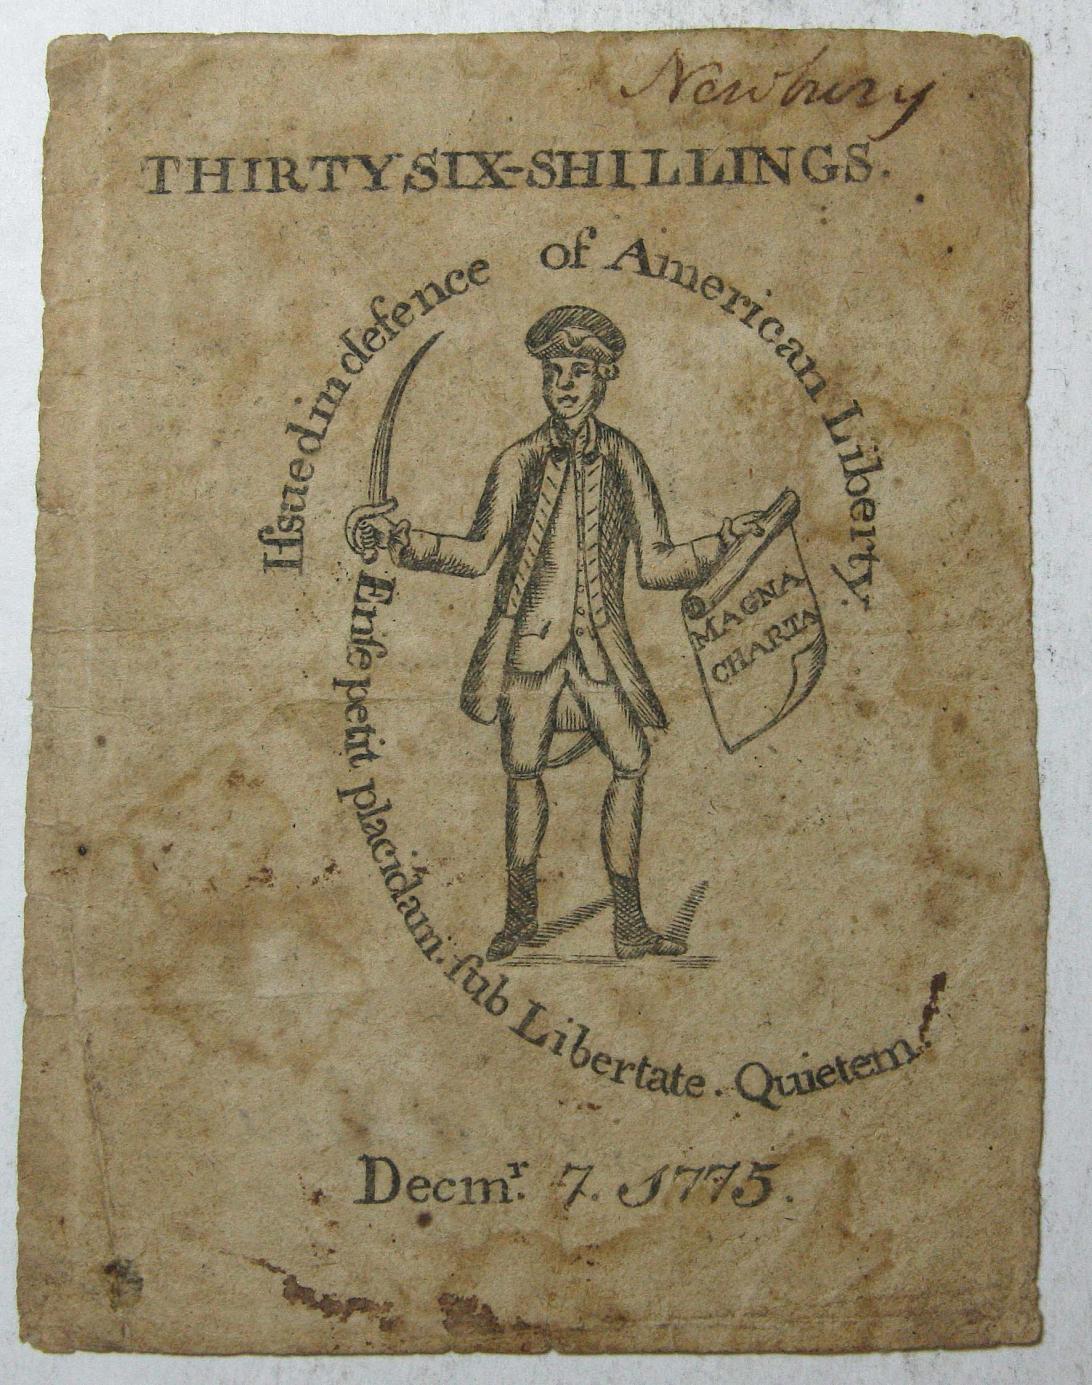 Newbury
THIRTY SIX-SHILLINGS.
Iſsued in defence of American Liberty.
MAGNA
CHARTA
Enſe petit placidam. ſub Libertate. Quietem.
Decmʳ. 7. 1775.